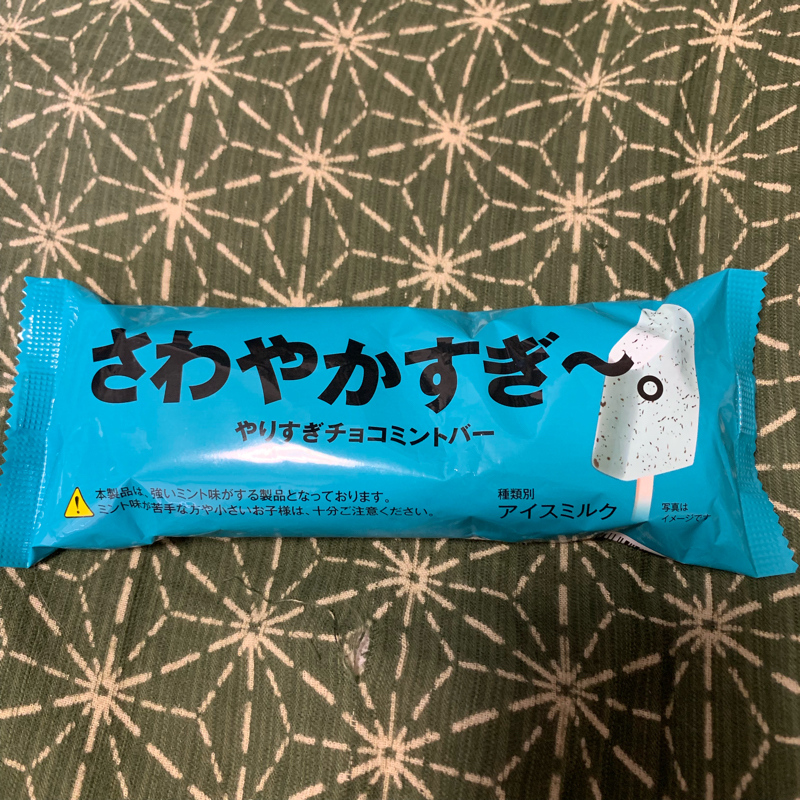 さわやかすぎ〜。
やりすぎチョコミントバー
本製品は、強いミント味がする製品となっております。
ミント味が苦手な方や小さいお子様は、十分ご注意ください。
種類別
アイスミルク
写真は
イメージです